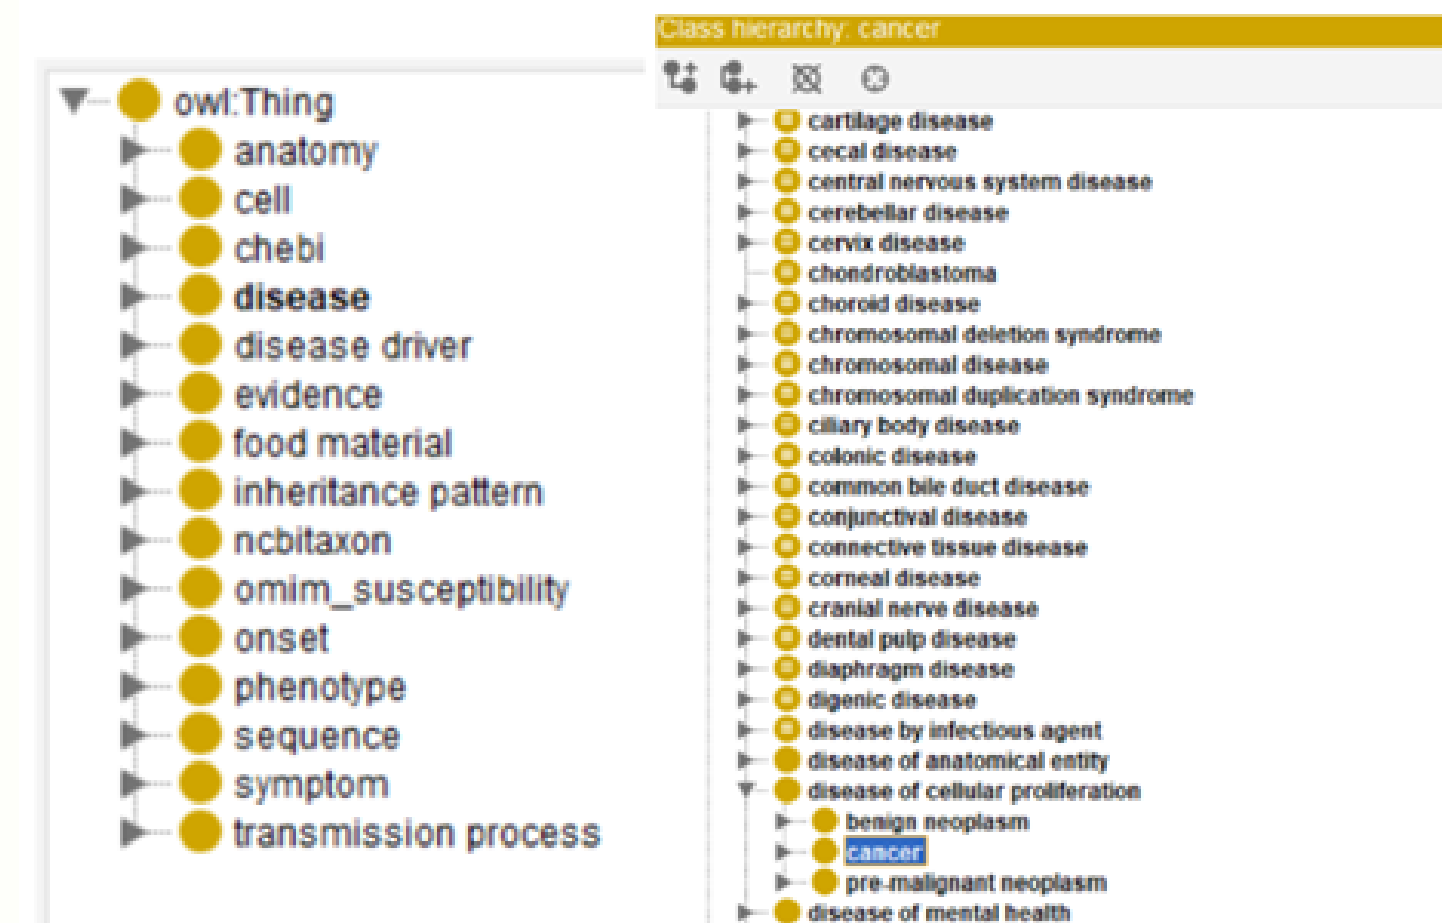 owl:Thing
anatomy
cell
chebi
disease
disease driver
evidence
food material
inheritance pattern
ncbitaxon
omim_susceptibility
onset
phenotype
sequence
symptom
transmission process
Class hierarchy: cancer
cartilage disease
cecal disease
central nervous system disease
cerebellar disease
cervix disease
chondroblastoma
choroid disease
chromosomal deletion syndrome
chromosomal disease
chromosomal duplication syndrome
ciliary body disease
colonic disease
common bile duct disease
conjunctival disease
connective tissue disease
corneal disease
cranial nerve disease
dental pulp disease
diaphragm disease
digenic disease
disease by infectious agent
disease of anatomical entity
disease of cellular proliferation
benign neoplasm
cancer
pre-malignant neoplasm
disease of mental health